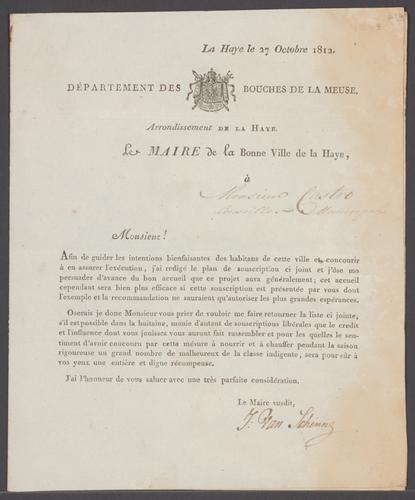 La Haye le 27 Octobre 1812.
DÉPARTEMENT DES BOUCHES DE LA MEUSE.
Arrondissement DE LA HAYE.
Le MAIRE de la Bonne Ville de la Haye,
à
Monsieur Castro
Monsieur!
Afin de guider les intentions bienfaisantes des habitans de cette ville et concourir
à en assurer l'exécution, j'ai redigé le plan de souscription ci joint et j'ôse me
persuader d'avance du bon accueil que ce projet aura généralement; cet accueil
cependant sera bien plus efficace si cette souscription est présentée par vous dont
l'exemple et la recommandation ne sauraient qu'autoriser les plus grandes espérances.
Oserais je donc Monsieur vous prier de vouloir me faire retourner la liste ci jointe,
s'il est possible dans la huitaine, munie d'autant de souscriptions libérales que le credit
et l'influence dont vous jouissez vous auront fait rassembler et pour les quelles le sen-
timent d'avoir concouru par cette mésure à nourrir et à chauffer pendant la saison
rigoureuse un grand nombre de malheureux de la classe indigente, sera pour sûr à
vos yeux une entière et digne récompense.
J'ai l'honneur de vous saluer avec une très parfaite considération.
Le Maire vusdit,
J. Van